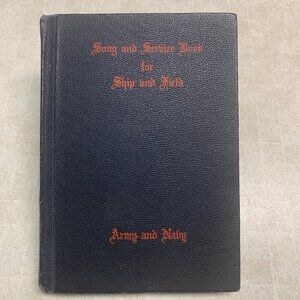 Song and Service Book
for
Ship and Field
Army and Navy